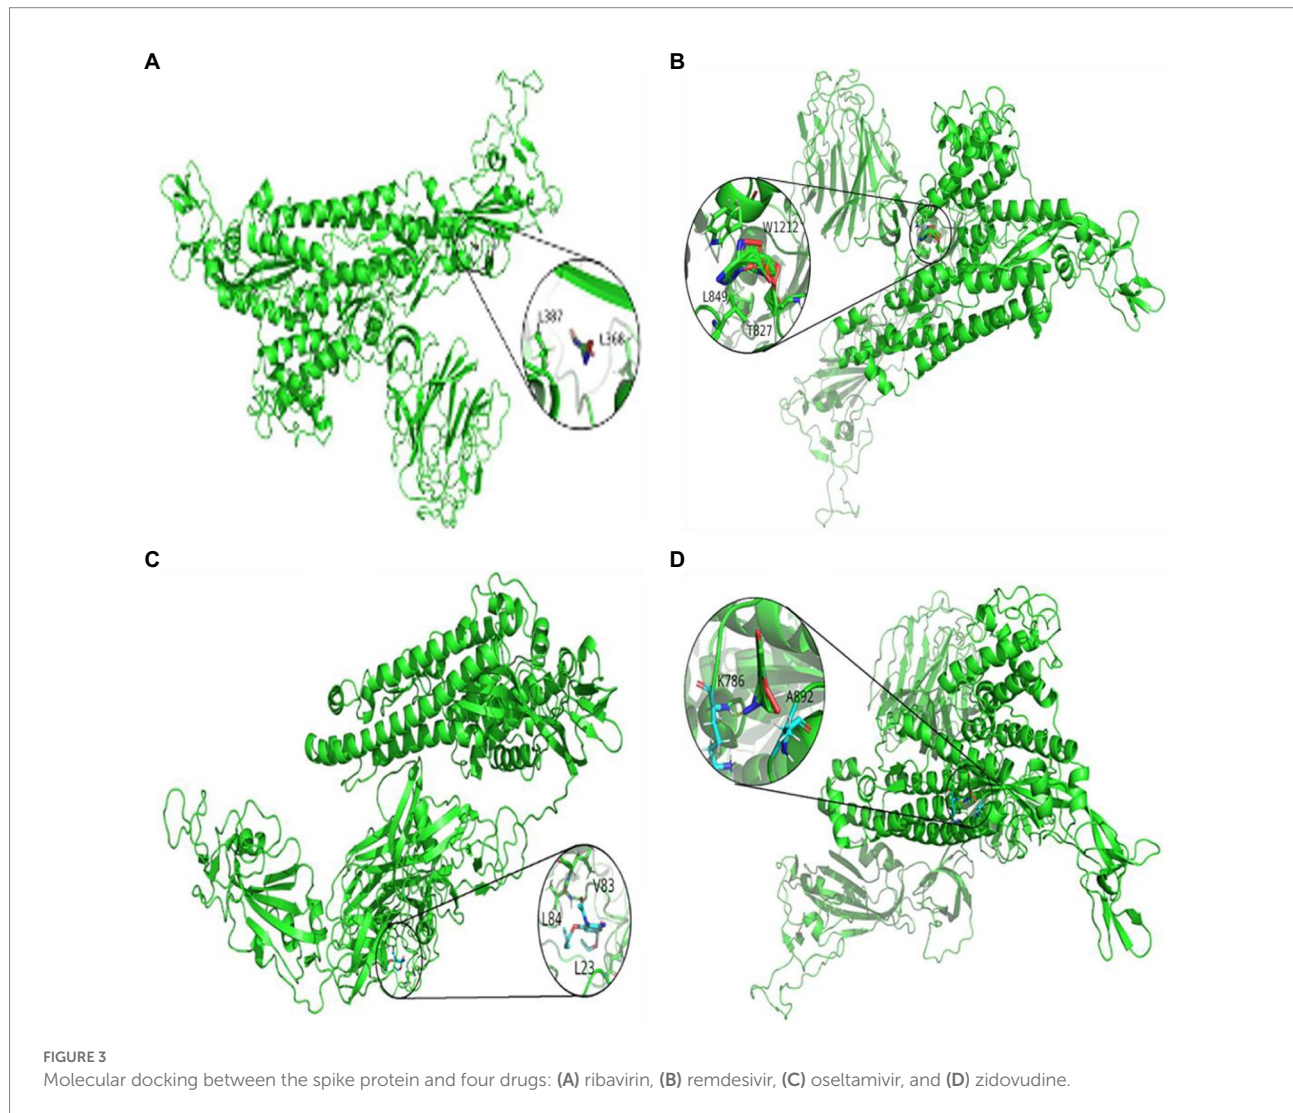 A
L387
L368
B
W1212
L849
T827
C
V83
L84
L23
D
K786
A892
FIGURE 3
Molecular docking between the spike protein and four drugs: (A) ribavirin, (B) remdesivir, (C) oseltamivir, and (D) zidovudine.